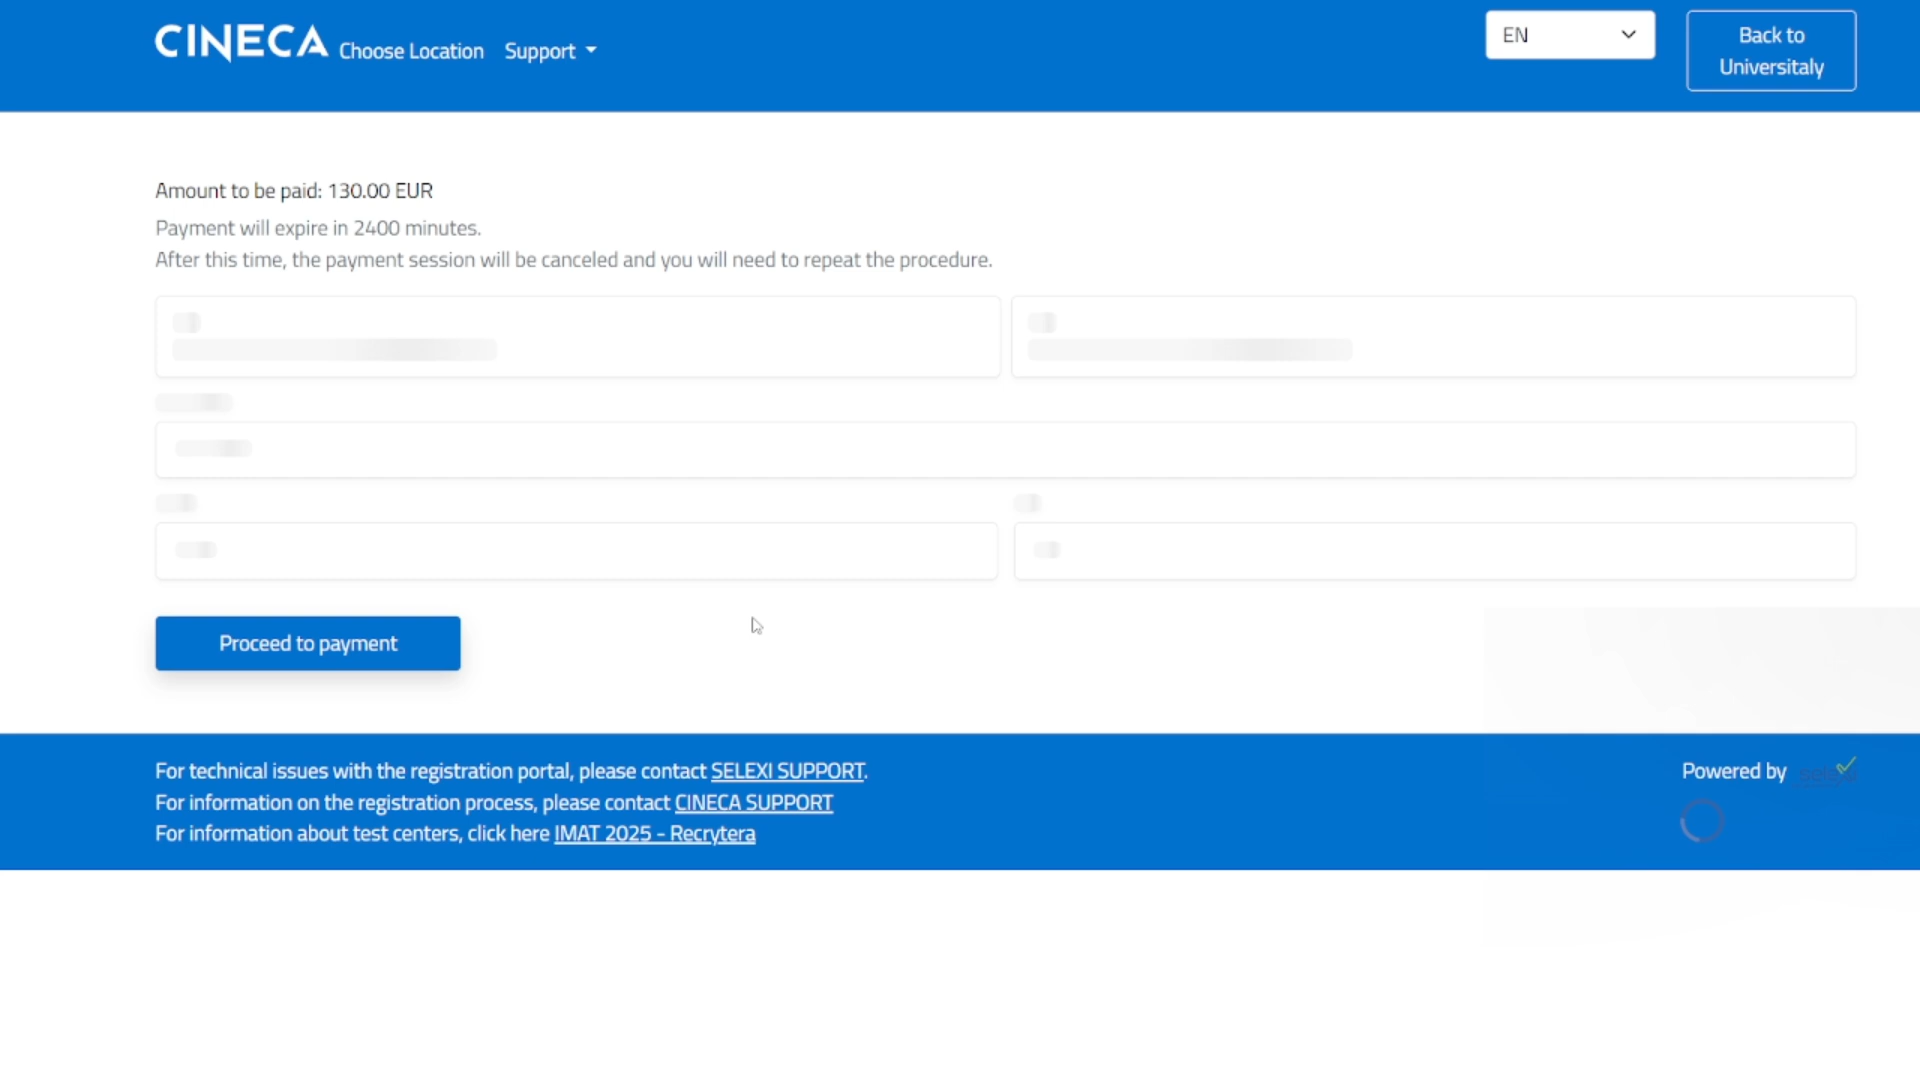 CINECA Choose Location Support
EN
Back to
Universitaly
Amount to be paid: 130.00 EUR
Payment will expire in 2400 minutes.
After this time, the payment session will be canceled and you will need to repeat the procedure.
Proceed to payment
For technical issues with the registration portal, please contact SELEXI SUPPORT.
For information on the registration process, please contact CINECA SUPPORT
For information about test centers, click here IMAT 2025 - Recrytera
Powered by selexi